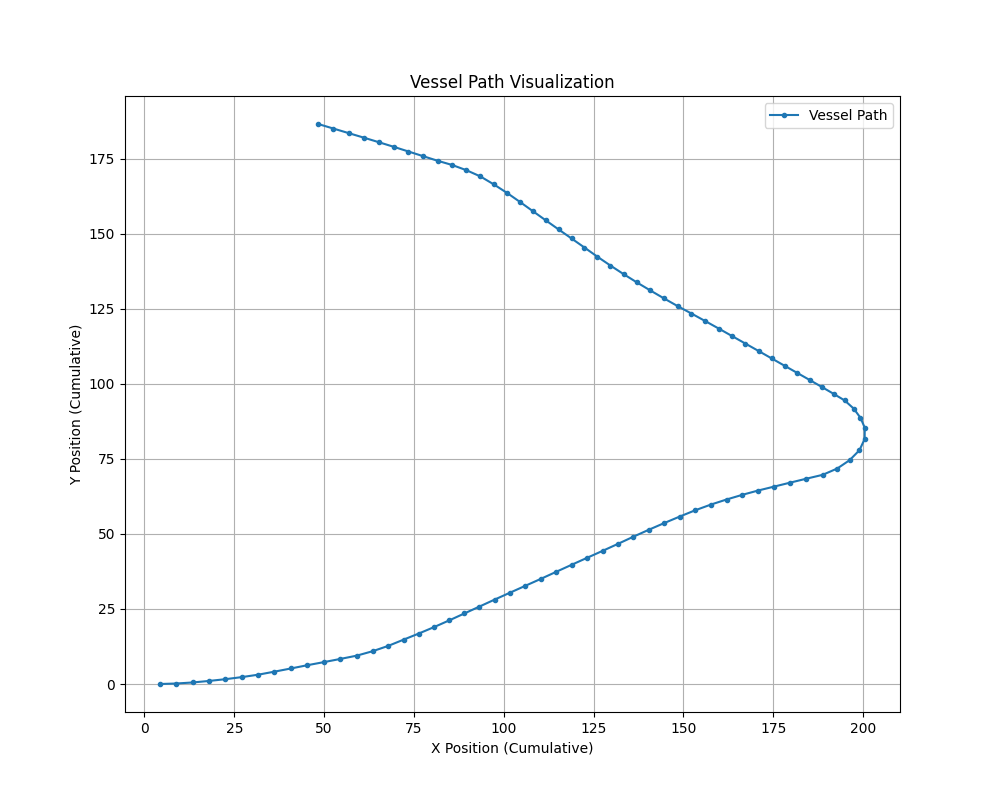 Vessel Path Visualization
Vessel Path
175
150
125
100
75
50
25
0
Y Position (Cumulative)
0 25 50 75 100 125 150 175 200
X Position (Cumulative)